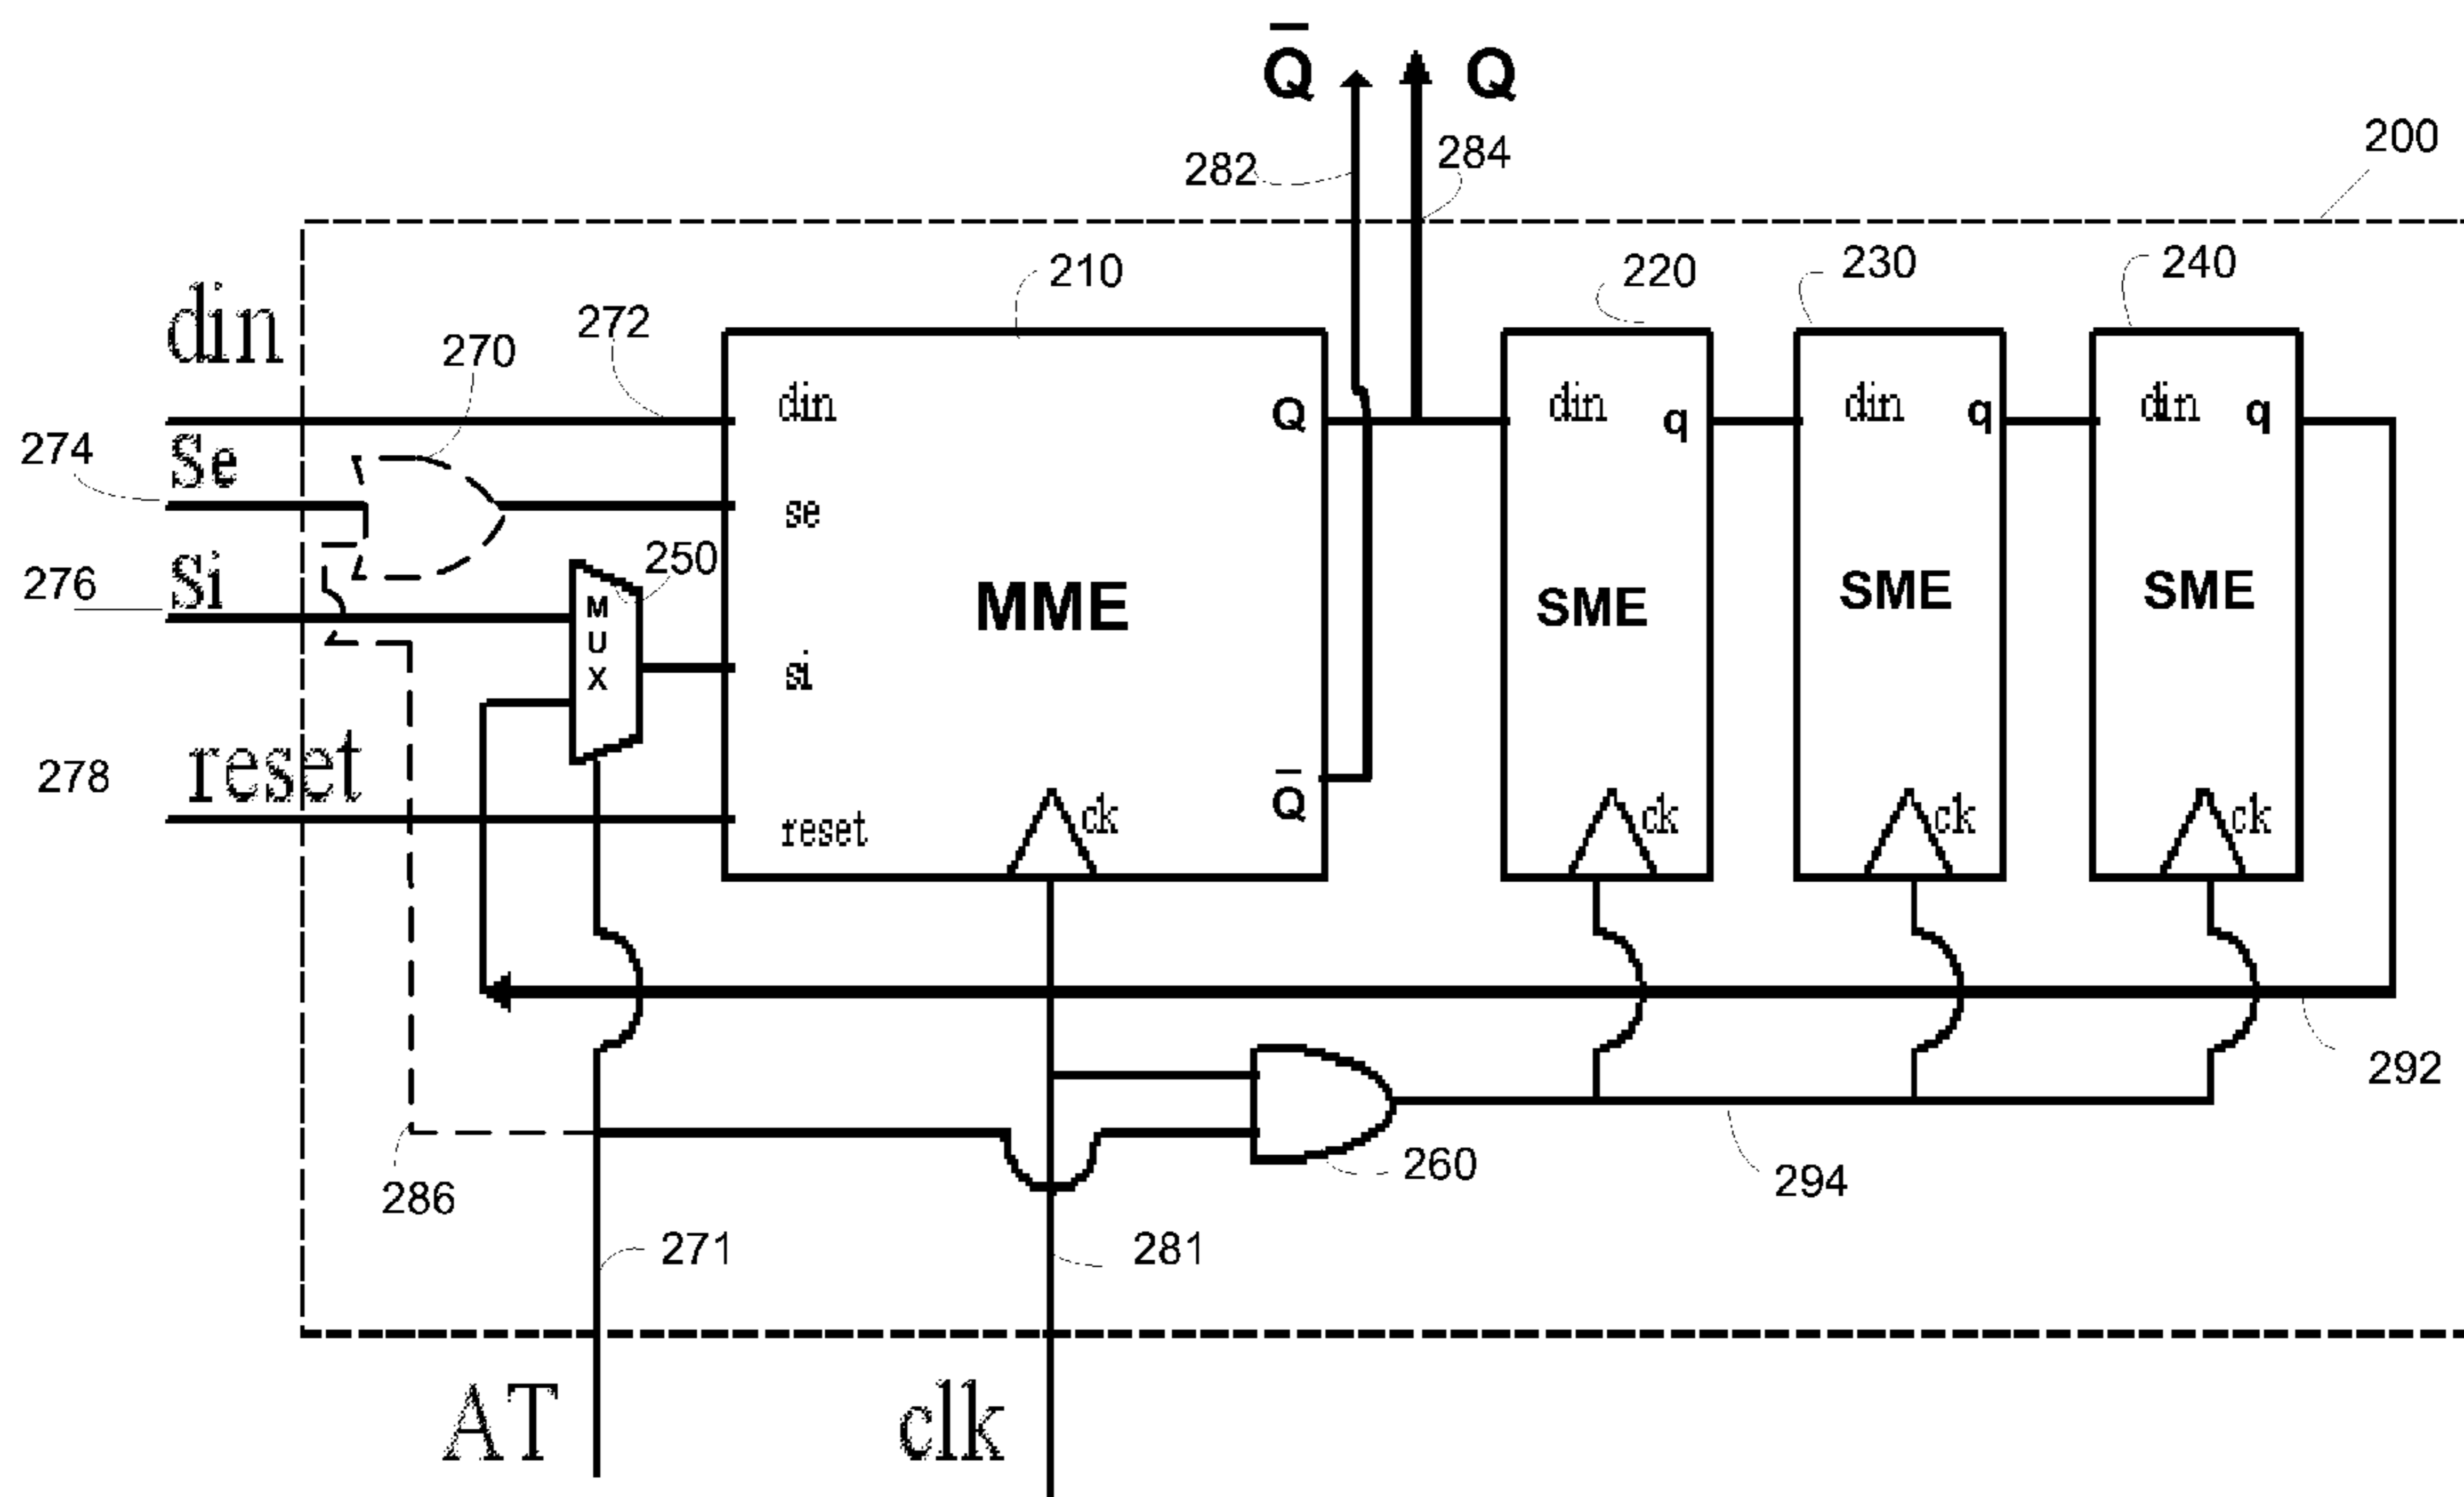 Q̄ Q
282
284
200
210
220
230
240
din
272
270
din
Q
din
q
din
q
din
q
274
Se
se
276
Si
250
MUX
MME
SME
SME
SME
si
278
reset
reset
ck
Q̄
ck
ck
ck
292
286
260
294
271
281
AT
clk